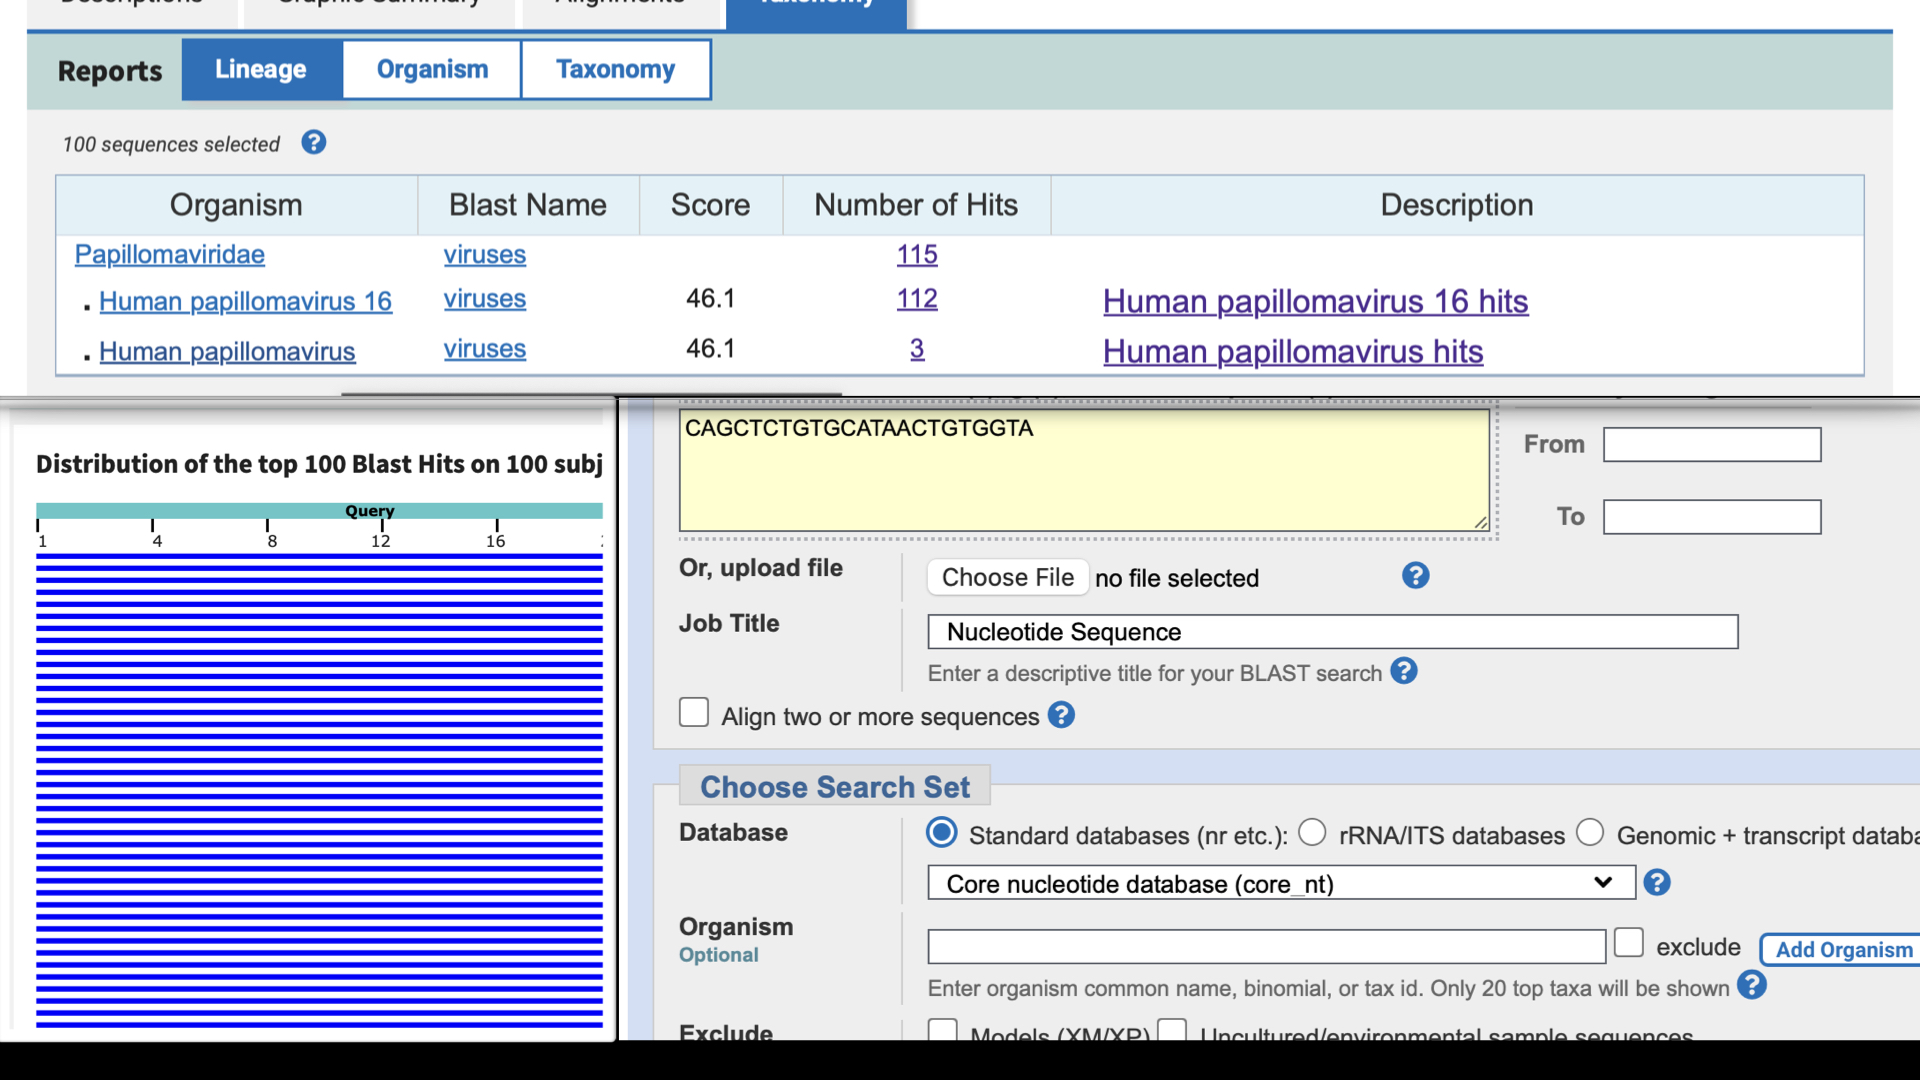 Descriptions Graphic Summary Alignments Taxonomy
Reports Lineage Organism Taxonomy
100 sequences selected ?
Organism Blast Name Score Number of Hits Description
Papillomaviridae viruses 115
. Human papillomavirus 16 viruses 46.1 112 Human papillomavirus 16 hits
. Human papillomavirus viruses 46.1 3 Human papillomavirus hits
Distribution of the top 100 Blast Hits on 100 subj
Query
1 4 8 12 16
CAGCTCTGTGCATAACTGTGGTA
From
To
Or, upload file Choose File no file selected ?
Job Title Nucleotide Sequence
Enter a descriptive title for your BLAST search ?
Align two or more sequences ?
Choose Search Set
Database Standard databases (nr etc.): rRNA/ITS databases Genomic + transcript databa
Core nucleotide database (core_nt) ?
Organism
Optional
exclude Add Organism
Enter organism common name, binomial, or tax id. Only 20 top taxa will be shown ?
Exclude Models (XM/XP) Uncultured/environmental sample sequences